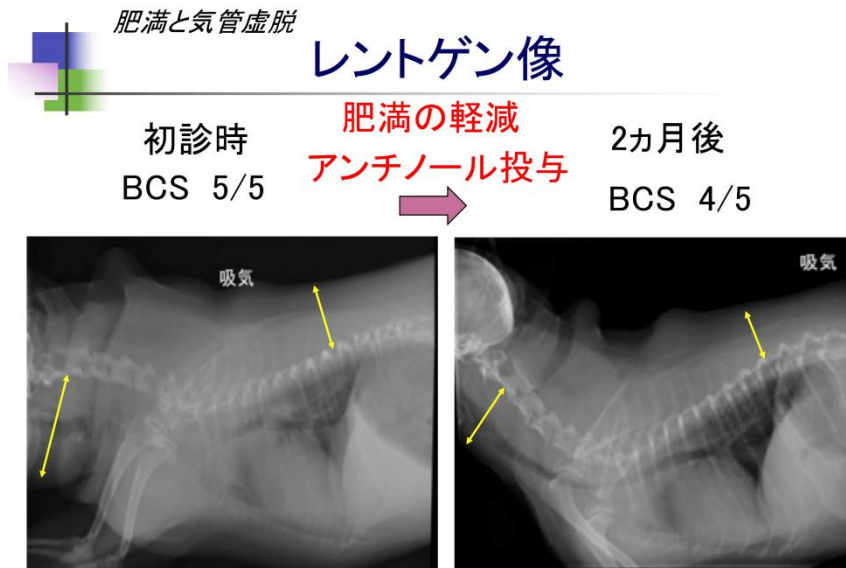 肥満と気管虚脱
レントゲン像
初診時
BCS 5/5
肥満の軽減
アンチノール投与
2ヵ月後
BCS 4/5
吸気
吸気